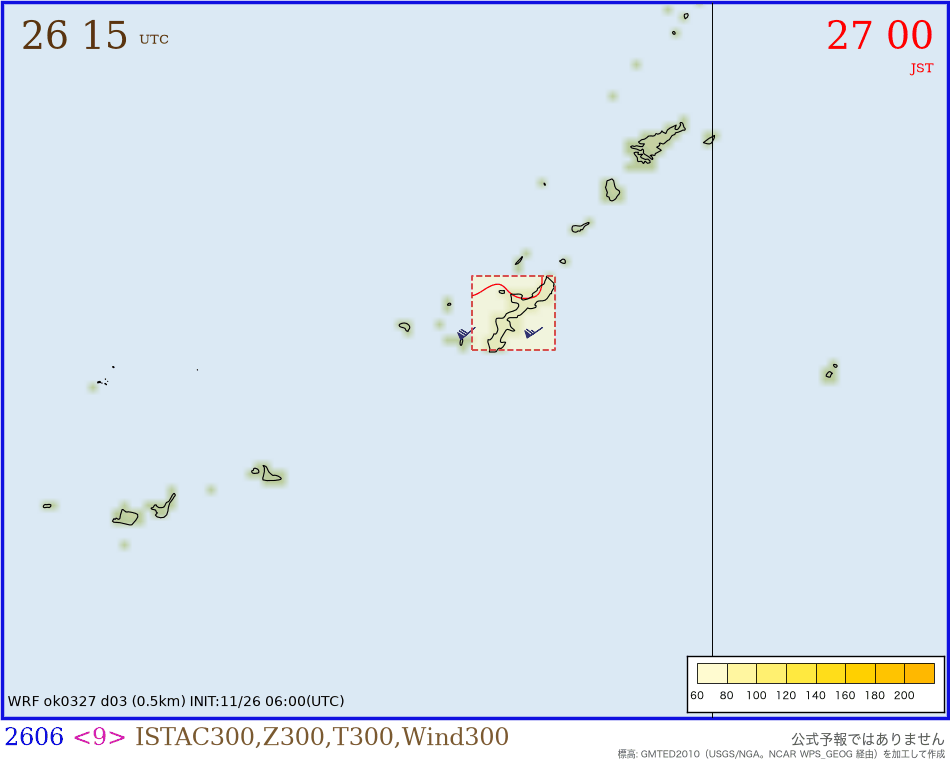 26 15 UTC
27 00
JST
60 80 100 120 140 160 180 200
WRF ok0327 d03 (0.5km) INIT:11/26 06:00(UTC)
2606 <9> ISTAC300,Z300,T300,Wind300
公式予報ではありません
標高: GMTED2010（USGS/NGA。NCAR WPS_GEOG 経由）を加工して作成